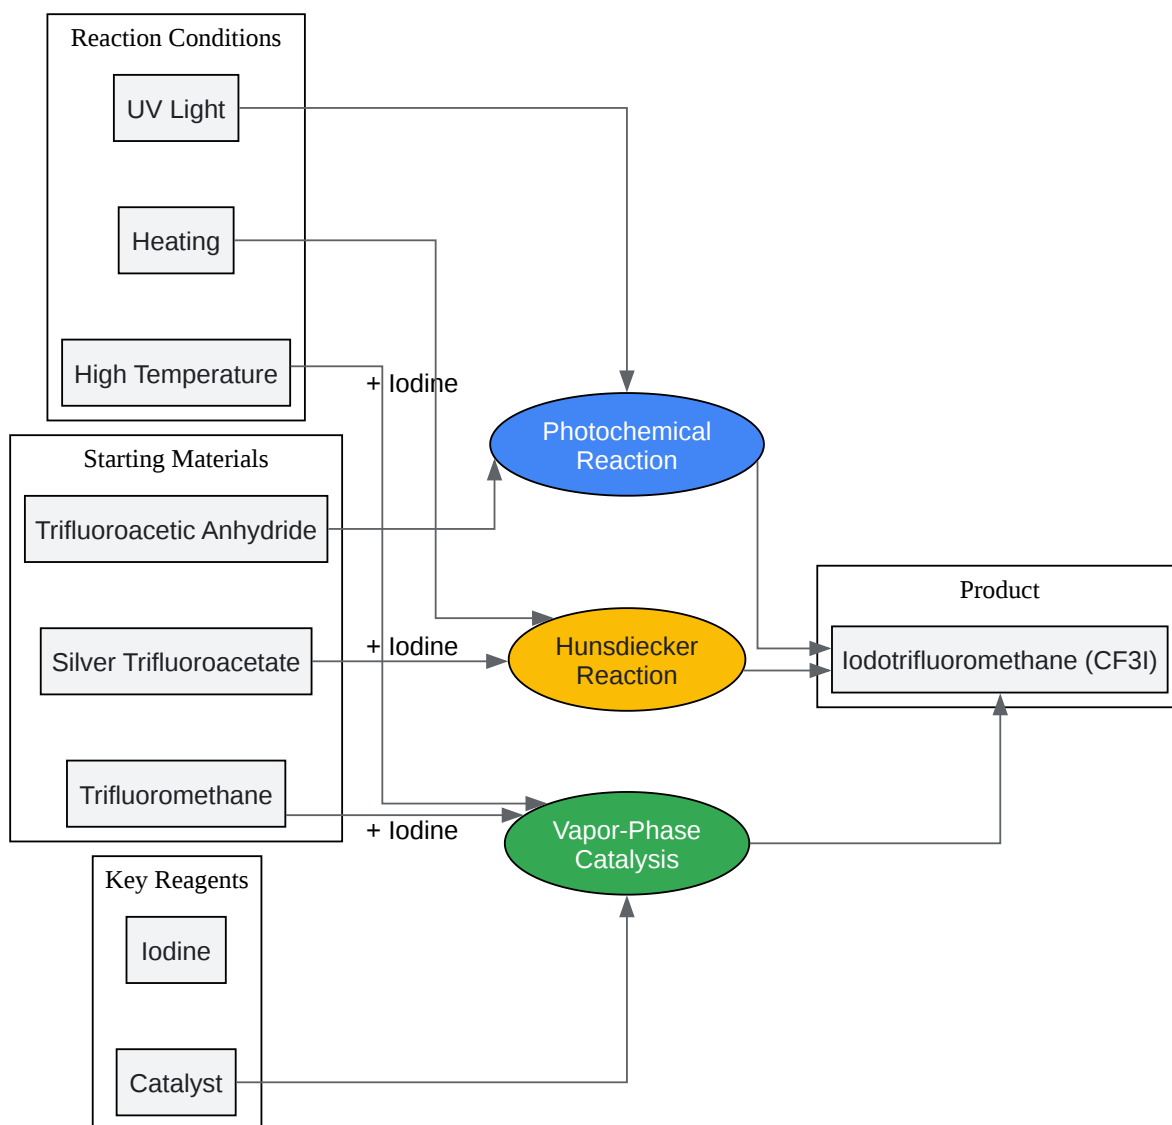 Reaction Conditions
UV Light
Heating
High Temperature
+ Iodine
Starting Materials
Trifluoroacetic Anhydride
Silver Trifluoroacetate
+ Iodine
Trifluoromethane
+ Iodine
Key Reagents
Iodine
Catalyst
Photochemical
Reaction
Hunsdiecker
Reaction
Vapor-Phase
Catalysis
Product
Iodotrifluoromethane (CF3I)